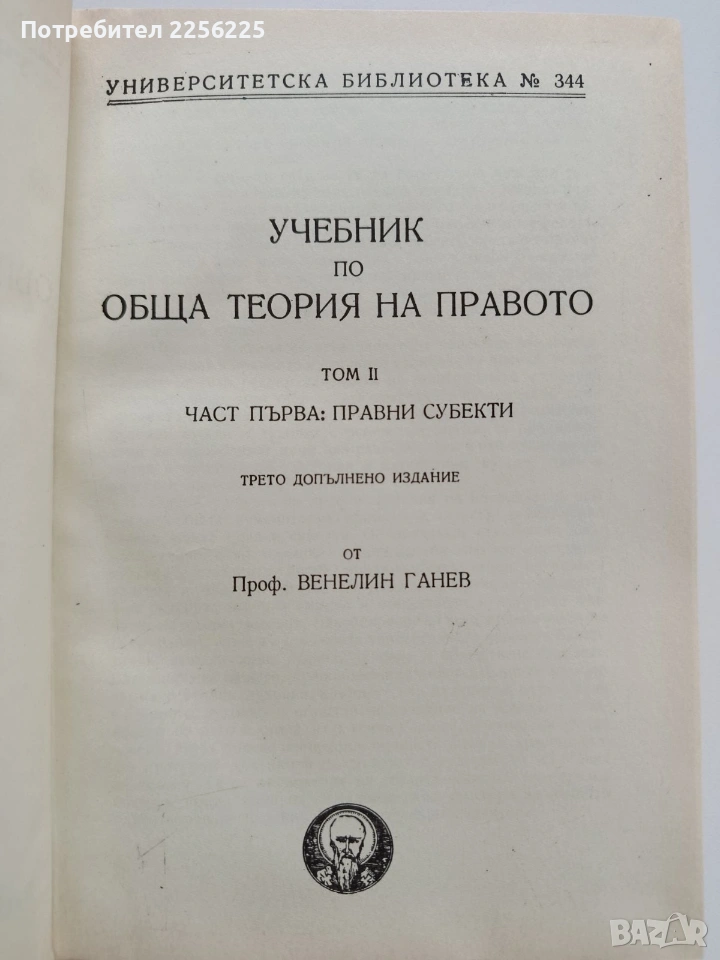 Потребител 2256225
УНИВЕРСИТЕТСКА БИБЛИОТЕКА № 344
УЧЕБНИК
ПО
ОБЩА ТЕОРИЯ НА ПРАВОТО
ТОМ II
ЧАСТ ПЪРВА: ПРАВНИ СУБЕКТИ
ТРЕТО ДОПЪЛНЕНО ИЗДАНИЕ
ОТ
Проф. ВЕНЕЛИН ГАНЕВ
BAZAR